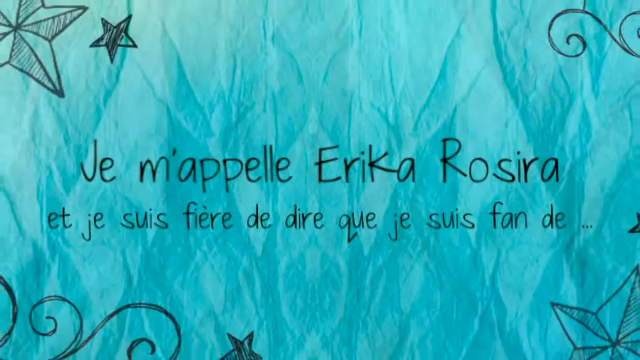 Je m'appelle Erika Rosira
et je suis fière de dire que je suis fan de ...